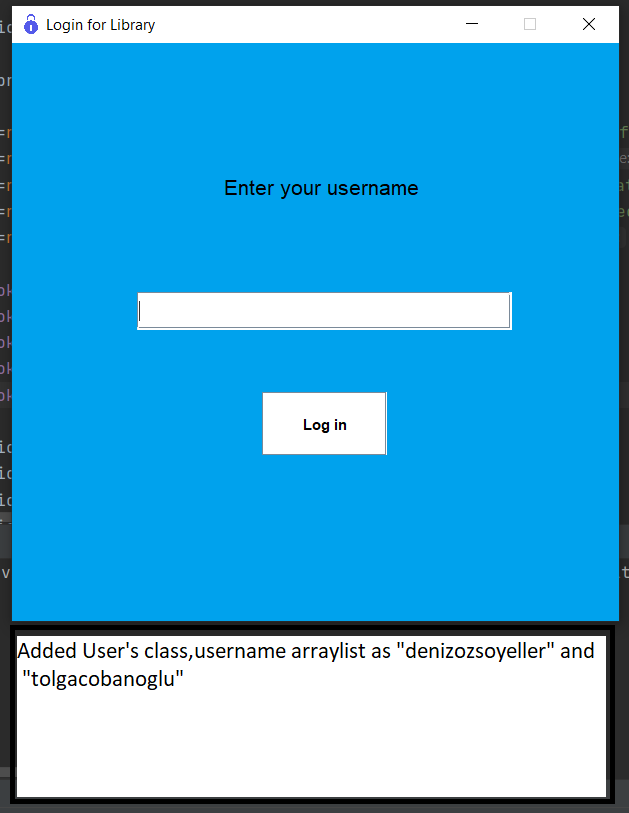 Login for Library
Enter your username
Log in
Added User's class,username arraylist as "denizozsoyeller" and
"tolgacobanoglu"